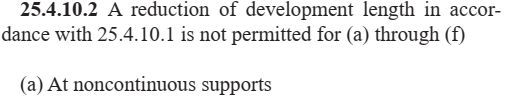 25.4.10.2 A reduction of development length in accor-
dance with 25.4.10.1 is not permitted for (a) through (f)
(a) At noncontinuous supports